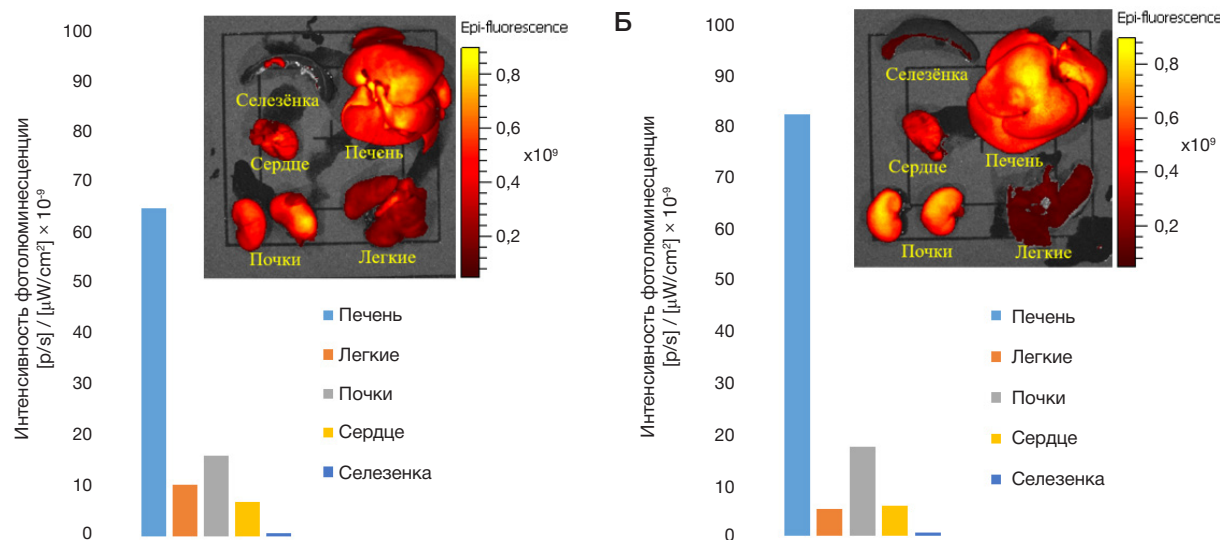 100
90
80
70
60
50
40
30
20
10
0
Интенсивность фотолюминесценции
[p/s] / [µW/cm²] × 10⁻⁹
Epi-fluorescence
0,8
0,6
x10⁹
0,4
0,2
Селезёнка
Сердце
Печень
Почки
Легкие
Печень
Легкие
Почки
Сердце
Селезенка
Б
100
90
80
70
60
50
40
30
20
10
0
Интенсивность фотолюминесценции
[p/s] / [µW/cm²] × 10⁻⁹
Epi-fluorescence
0,8
0,6
x10⁹
0,4
0,2
Селезёнка
Сердце
Печень
Почки
Легкие
Печень
Легкие
Почки
Сердце
Селезенка